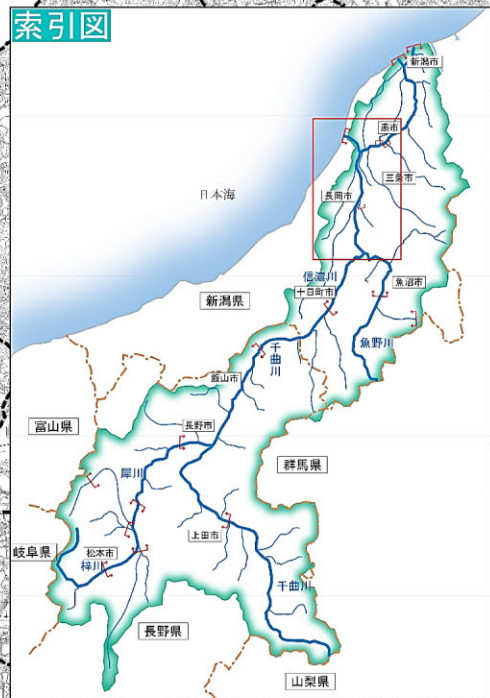 索引図
新潟市
燕市
三条市
日本海
長岡市
信濃川
魚沼市
十日町市
新潟県
魚野川
千曲川
飯山市
富山県
長野市
群馬県
犀川
上田市
岐阜県
松本市
梓川
千曲川
長野県
山梨県